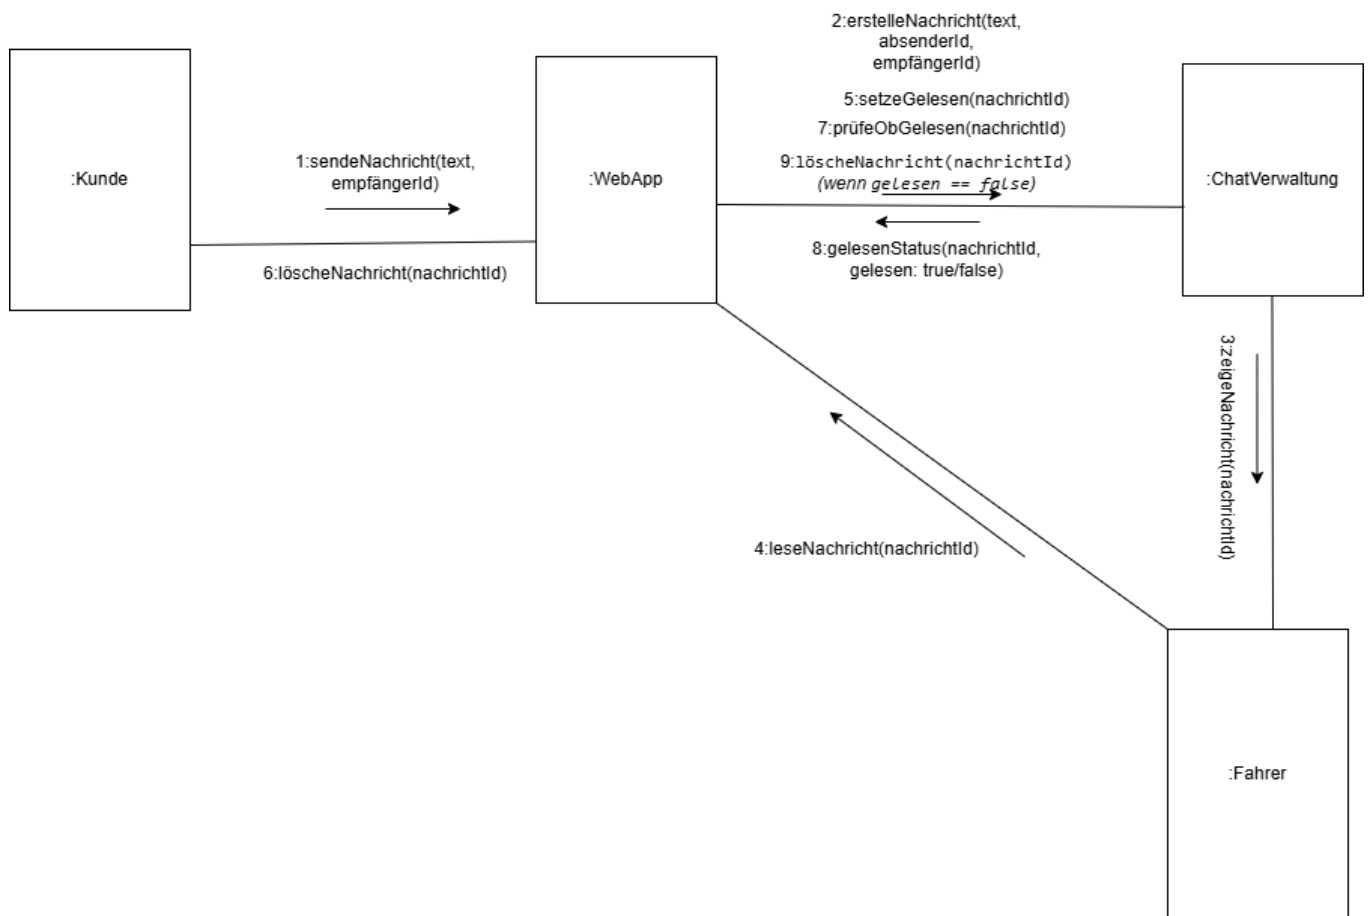 2:erstelleNachricht(text,
absenderId,
empfängerId)
5:setzeGelesen(nachrichtId)
7:prüfeObGelesen(nachrichtId)
9:löscheNachricht(nachrichtId)
(wenn gelesen == false)
1:sendeNachricht(text,
empfängerId)
:Kunde
:WebApp
:ChatVerwaltung
8:gelesenStatus(nachrichtId,
gelesen: true/false)
6:löscheNachricht(nachrichtId)
3:zeigeNachricht(nachrichtId)
4:leseNachricht(nachrichtId)
:Fahrer